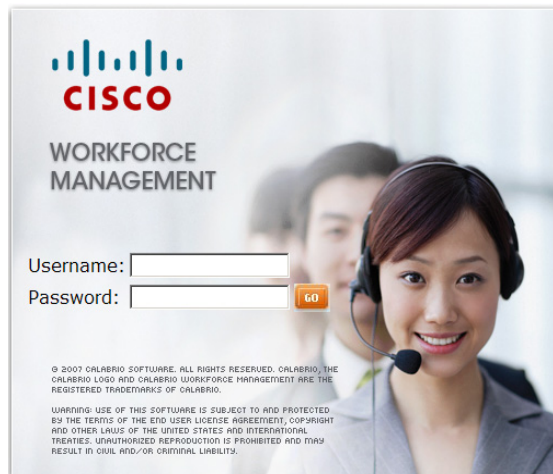 CISCO
WORKFORCE
MANAGEMENT
Username:
Password:
GO
© 2007 CALABRIO SOFTWARE. ALL RIGHTS RESERVED. CALABRIO, THE
CALABRIO LOGO AND CALABRIO WORKFORCE MANAGEMENT ARE THE
REGISTERED TRADEMARKS OF CALABRIO.
WARNING: USE OF THIS SOFTWARE IS SUBJECT TO AND PROTECTED
BY THE TERMS OF THE END USER LICENSE AGREEMENT, COPYRIGHT
AND OTHER LAWS OF THE UNITED STATES AND INTERNATIONAL
TREATIES. UNAUTHORIZED REPRODUCTION IS PROHIBITED AND MAY
RESULT IN CIVIL AND/OR CRIMINAL LIABILITY.